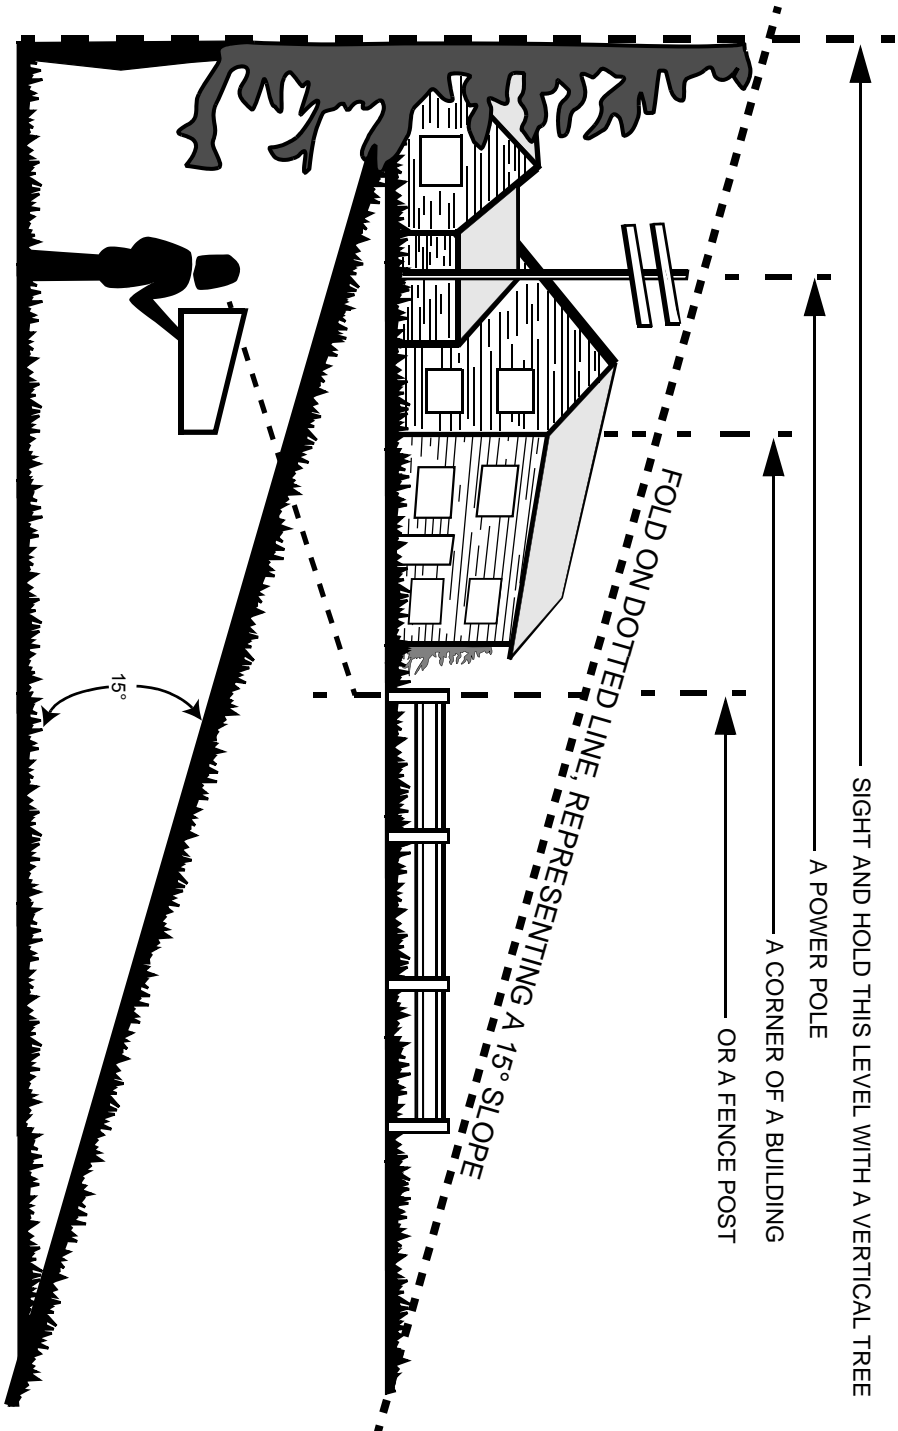 SIGHT AND HOLD THIS LEVEL WITH A VERTICAL TREE
A POWER POLE
A CORNER OF A BUILDING
OR A FENCE POST
FOLD ON DOTTED LINE, REPRESENTING A 15° SLOPE
15°